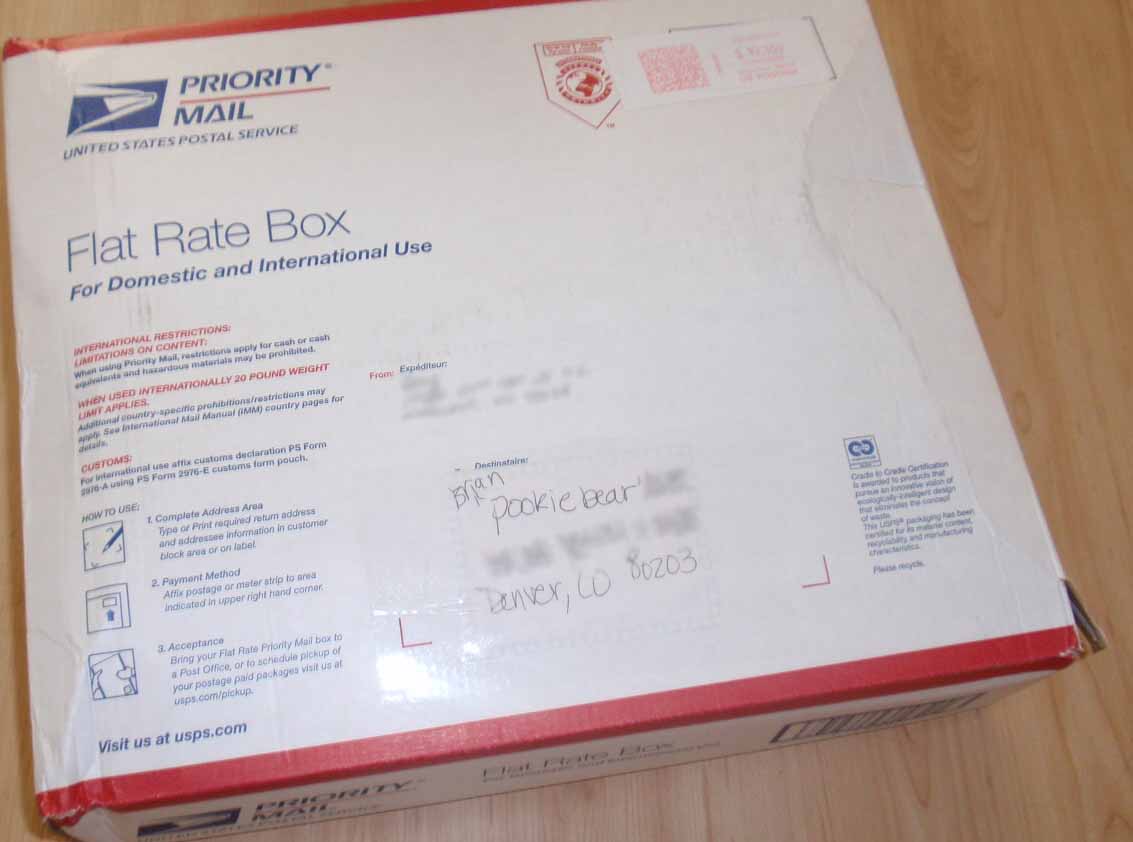 PRIORITY®
MAIL
UNITED STATES POSTAL SERVICE
Flat Rate Box
For Domestic and International Use
INTERNATIONAL RESTRICTIONS:
LIMITATIONS ON CONTENT:
When using Priority Mail, restrictions apply for cash or cash
equivalents and hazardous materials may be prohibited.
WHEN USED INTERNATIONALLY 20 POUND WEIGHT
LIMIT APPLIES.
Additional country-specific prohibitions/restrictions may
apply. See International Mail Manual (IMM) country pages for
details.
CUSTOMS:
For international use affix customs declaration PS Form
2976-A using PS Form 2976-E customs form pouch.
HOW TO USE:
1. Complete Address Area
Type or Print required return address
and addressee information in customer
block area or on label.
2. Payment Method
Affix postage or meter strip to area
indicated in upper right hand corner.
3. Acceptance
Bring your Flat Rate Priority Mail box to
a Post Office, or to schedule pickup of
your postage paid packages visit us at
usps.com/pickup.
Visit us at usps.com
From: Expéditeur:
Destinataire:
Brian
"pookie bear"
Denver, CO 80203
Cradle to Cradle Certification
is awarded to products that
pursue an innovative vision of
ecologically-intelligent design
that eliminates the concept
of waste.
This USPS® packaging has been
certified for its material content,
recyclability, and manufacturing
characteristics.
Please recycle.
PRIORITY
MAIL
UNITED STATES POSTAL SERVICE
Flat Rate Box